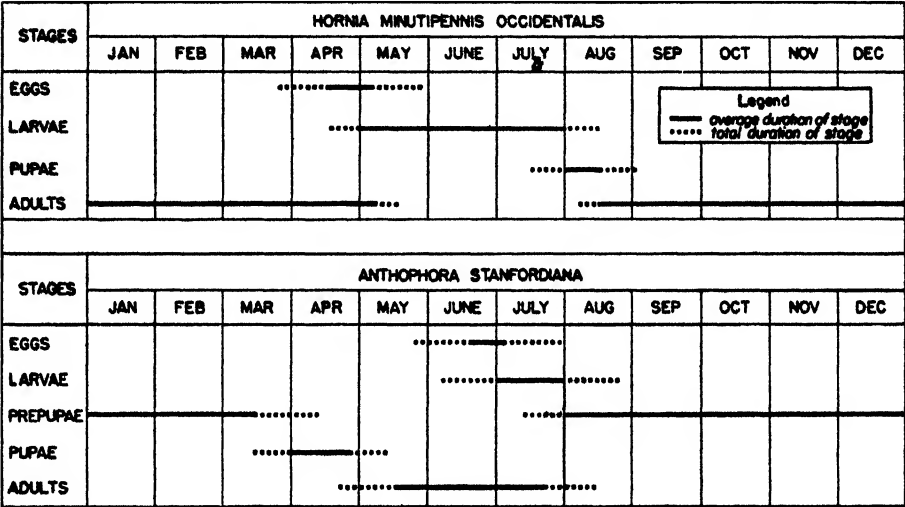 STAGES
HORNIA MINUTIPENNIS OCCIDENTALIS
JAN FEB MAR APR MAY JUNE JULY AUG SEP OCT NOV DEC
EGGS
LARVAE
PUPAE
ADULTS
Legend
average duration of stage
total duration of stage
STAGES
ANTHOPHORA STANFORDIANA
JAN FEB MAR APR MAY JUNE JULY AUG SEP OCT NOV DEC
EGGS
LARVAE
PREPUPAE
PUPAE
ADULTS